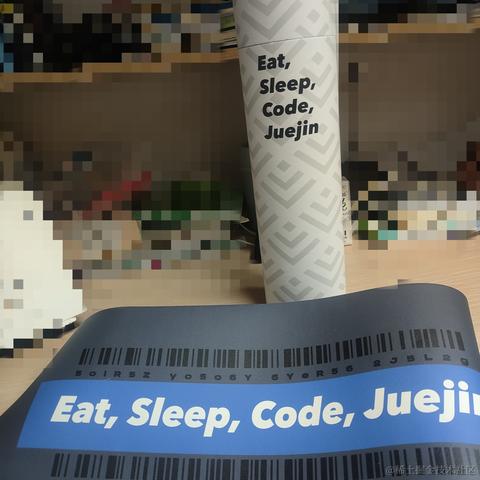 Eat,
Sleep,
Code,
Juejin
Eat, Sleep, Code, Juejin
@稀土掘金技术社区